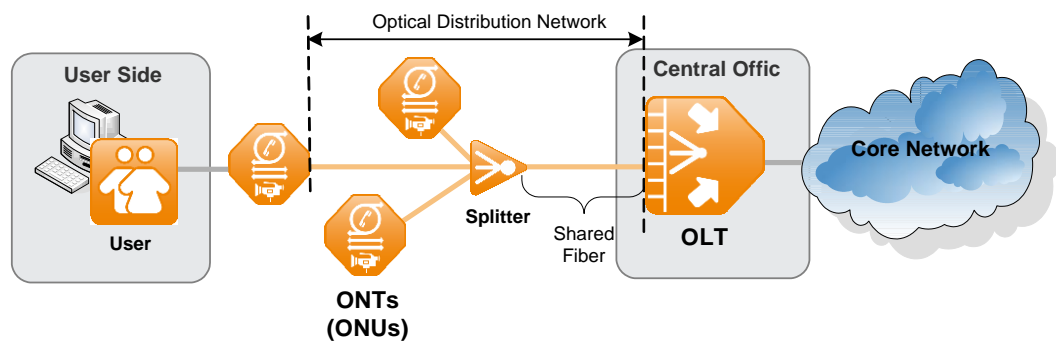 Optical Distribution Network
User Side
Central Offic
Core Network
User
Splitter
Shared
Fiber
OLT
ONTs
(ONUs)